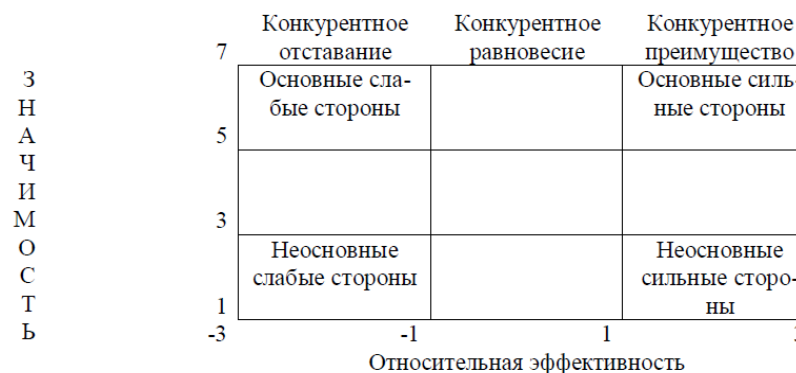 Конкурентное Конкурентное Конкурентное
7 отставание равновесие преимущество
З
Н
А
Ч
И
М
О
С
Т
Ь
Основные сла- Основные силь-
бые стороны ные стороны
5
3
Неосновные Неосновные
слабые стороны сильные сторо-
ны
1
-3 -1 1
Относительная эффективность